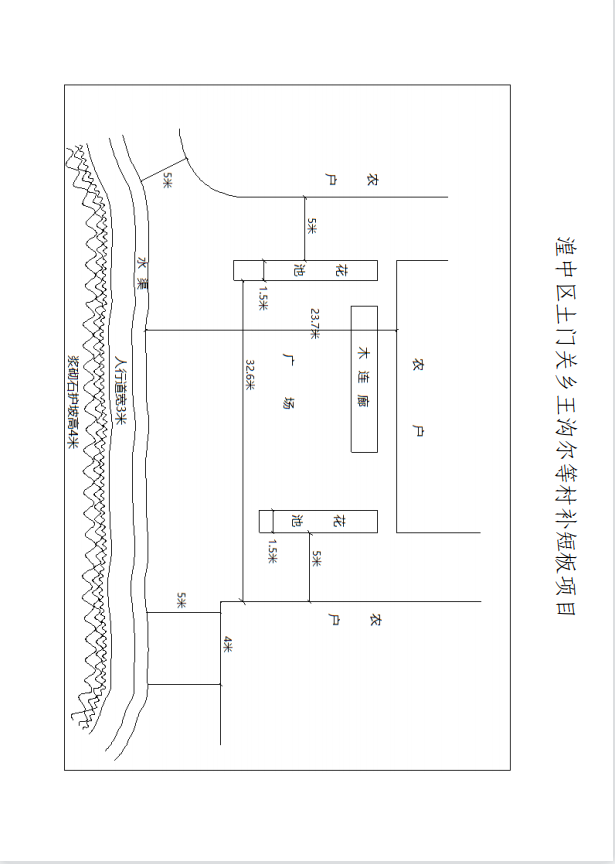 湟中区土门关乡王沟尔等村补短板项目
农户
农户
农户
木连廊
花池
花池
23.7米
5米
5米
广场
1.5米
1.5米
32.6米
4米
5米
5米
水渠
人行道宽3米
浆砌石护坡高4米